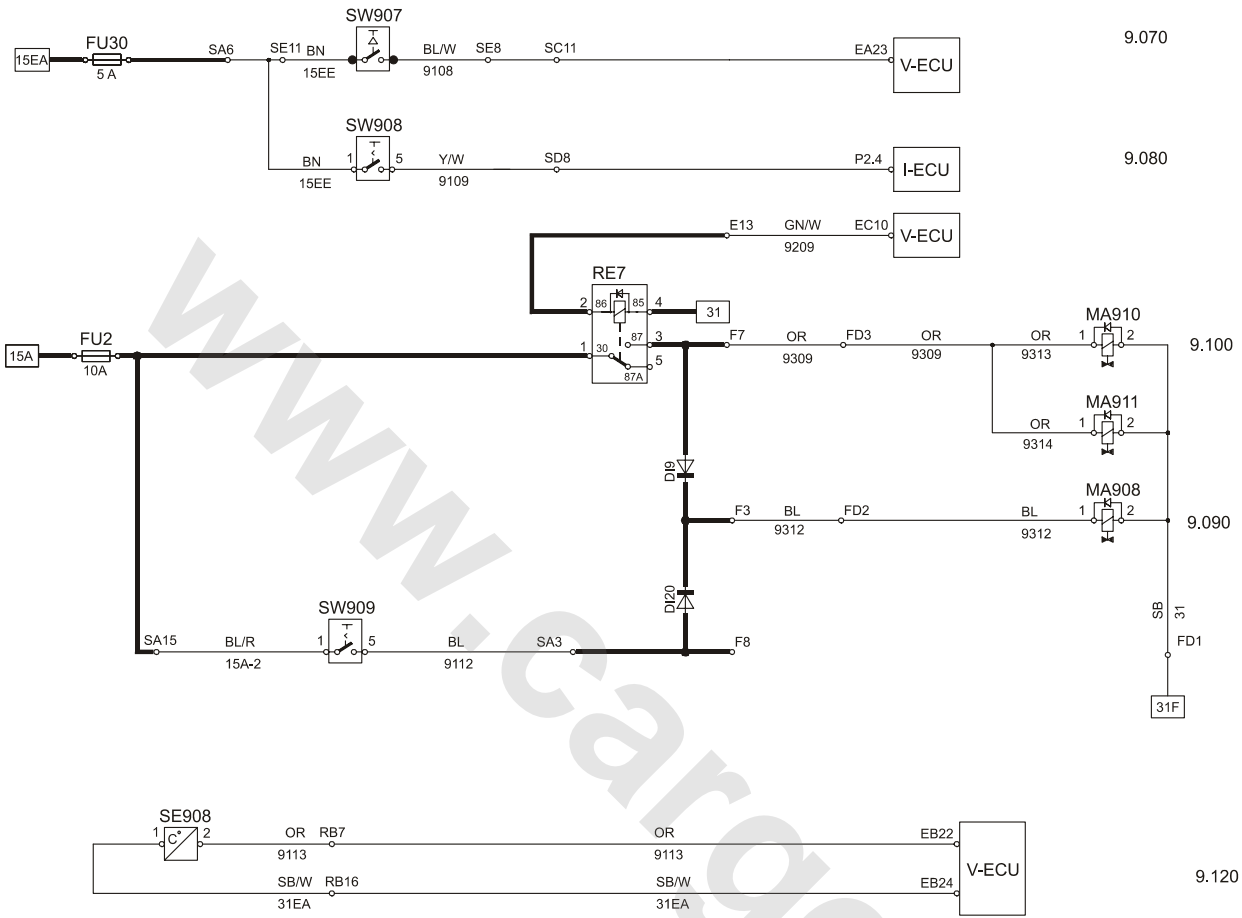 SW907
9.070
FU30
15EA
5 A
SA6
SE11
BN
15EE
BL/W
9108
SE8
SC11
EA23
V-ECU
SW908
9.080
BN
15EE
1
5
Y/W
9109
SD8
P2.4
I-ECU
E13
GN/W
9209
EC10
V-ECU
RE7
2
86
85
4
31
FU2
15A
10A
1
30
87
3
87A
5
F7
OR
9309
FD3
OR
9309
OR
9313
1
MA910
2
9.100
MA911
OR
9314
1
2
DI9
F3
BL
9312
FD2
BL
9312
MA908
1
2
9.090
DI20
SW909
SA15
BL/R
15A-2
1
5
BL
9112
SA3
F8
SB
31
FD1
31F
SE908
1
C°
2
OR
9113
RB7
OR
9113
EB22
SB/W
31EA
RB16
SB/W
31EA
EB24
V-ECU
9.120
www.cargo